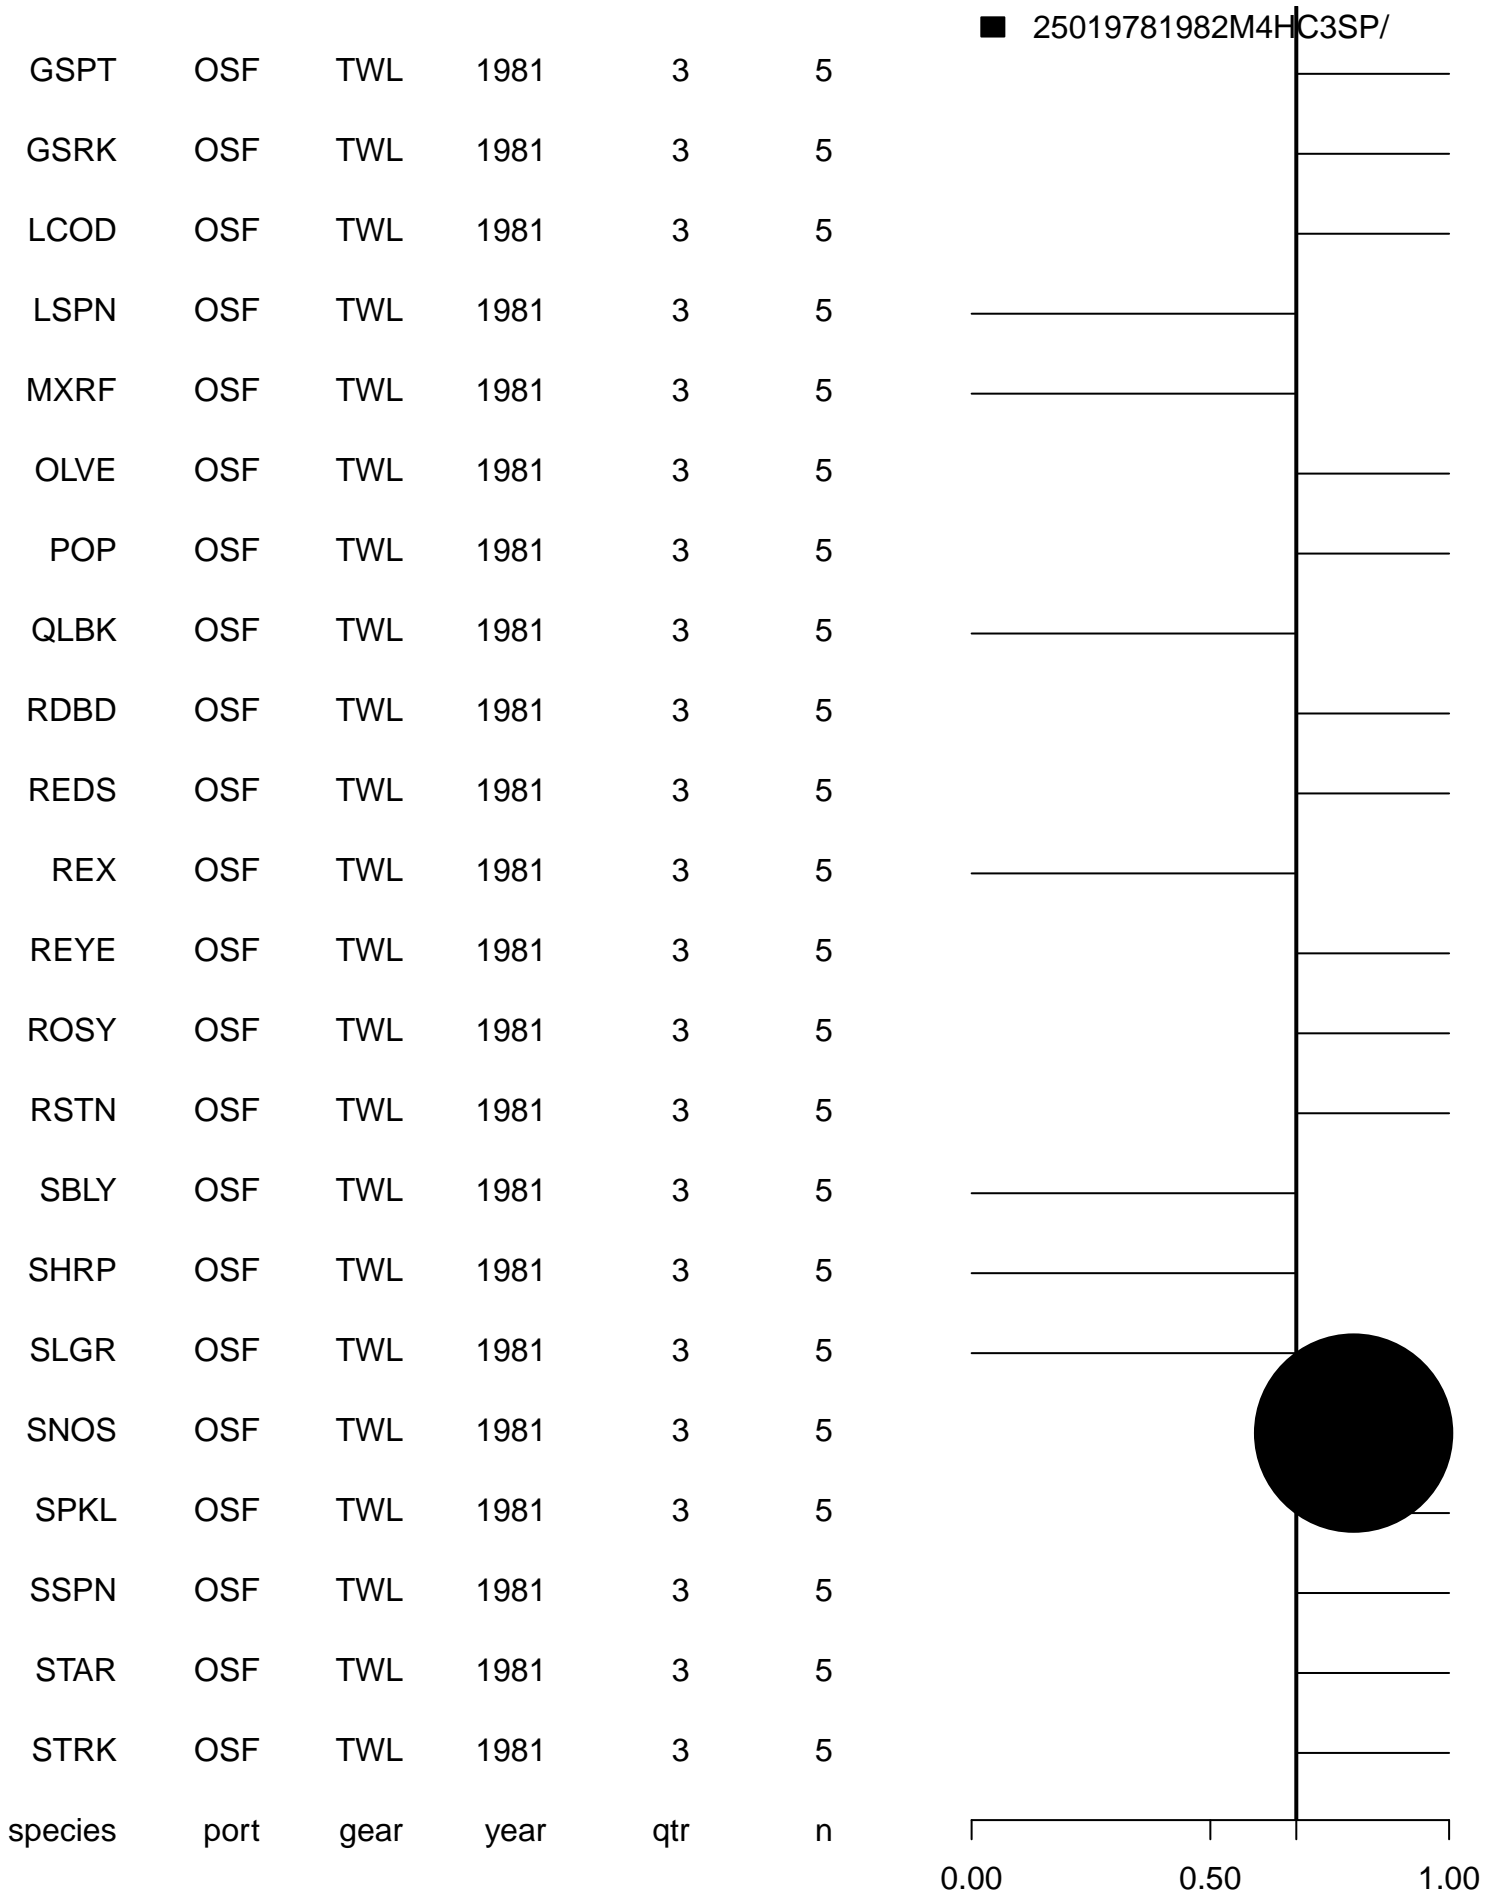 25019781982M4HC3SP/
GSPT OSF TWL 1981 3 5
GSRK OSF TWL 1981 3 5
LCOD OSF TWL 1981 3 5
LSPN OSF TWL 1981 3 5
MXRF OSF TWL 1981 3 5
OLVE OSF TWL 1981 3 5
POP OSF TWL 1981 3 5
QLBK OSF TWL 1981 3 5
RDBD OSF TWL 1981 3 5
REDS OSF TWL 1981 3 5
REX OSF TWL 1981 3 5
REYE OSF TWL 1981 3 5
ROSY OSF TWL 1981 3 5
RSTN OSF TWL 1981 3 5
SBLY OSF TWL 1981 3 5
SHRP OSF TWL 1981 3 5
SLGR OSF TWL 1981 3 5
SNOS OSF TWL 1981 3 5
SPKL OSF TWL 1981 3 5
SSPN OSF TWL 1981 3 5
STAR OSF TWL 1981 3 5
STRK OSF TWL 1981 3 5
species port gear year qtr n
0.00 0.50 1.00